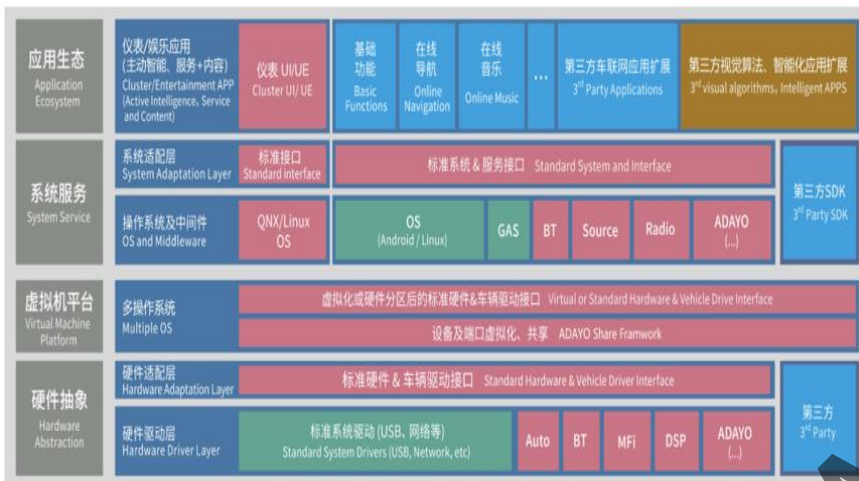 应用生态
Application
Ecosystem
仪表/娱乐应用
(主动智能、服务+内容)
Cluster/Entertainment APP
(Active Intelligence, Service
and Content)
仪表 UI/UE
Cluster UI/ UE
基础
功能
Basic
Functions
在线
导航
Online
Navigation
在线
音乐
Online Music
...
第三方车联网应用扩展
3rd Party Applications
第三方视觉算法、智能化应用扩展
3rd visual algorithms, Intelligent APPS
系统服务
System Service
系统适配层
System Adaptation Layer
标准接口
Standard interface
标准系统 & 服务接口 Standard System and Interface
第三方SDK
3rd Party SDK
操作系统及中间件
OS and Middleware
QNX/Linux
OS
OS
(Android / Linux)
GAS
BT
Source
Radio
ADAYO
(...)
虚拟机平台
Virtual Machine
Platform
多操作系统
Multiple OS
虚拟化或硬件分区后的标准硬件&车辆驱动接口 Virtual or Standard Hardware & Vehicle Drive Interface
设备及端口虚拟化、共享 ADAYO Share Framwork
硬件抽象
Hardware
Abstraction
硬件适配层
Hardware Adaptation Layer
标准硬件 & 车辆驱动接口 Standard Hardware & Vehicle Driver Interface
第三方
3rd Party
硬件驱动层
Hardware Driver Layer
标准系统驱动 (USB、网络等)
Standard System Drivers (USB, Network, etc)
Auto
BT
MFi
DSP
ADAYO
(...)